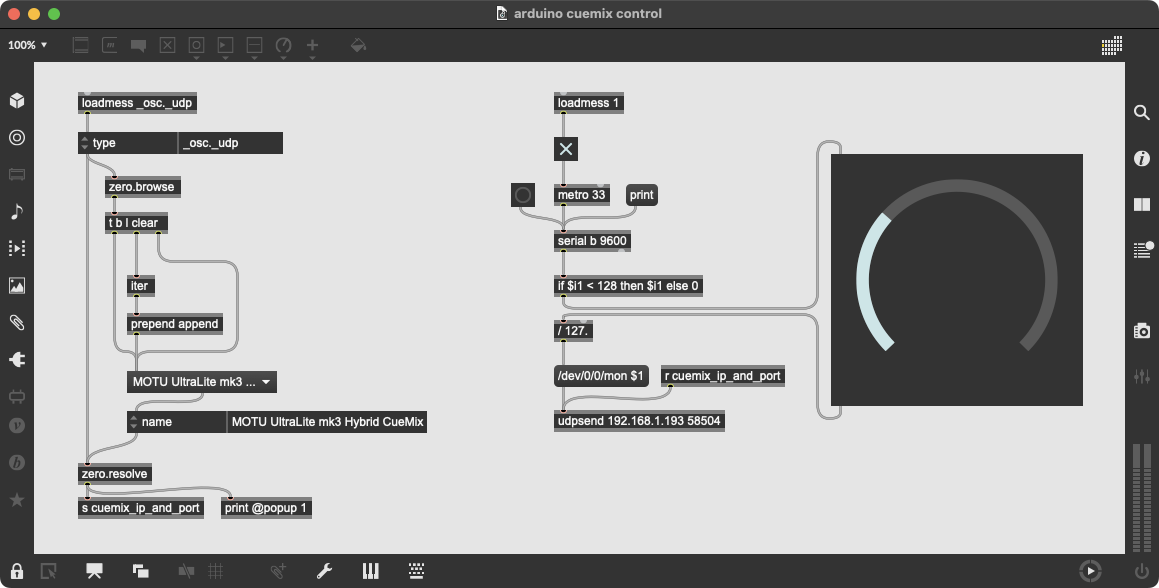 arduino cuemix control
100%
loadmess _osc._udp
type
_osc._udp
zero.browse
t b l clear
iter
prepend append
MOTU UltraLite mk3 ...
name
MOTU UltraLite mk3 Hybrid CueMix
zero.resolve
s cuemix_ip_and_port
print @popup 1
loadmess 1
metro 33
print
serial b 9600
if $i1 < 128 then $i1 else 0
/ 127.
/dev/0/0/mon $1
r cuemix_ip_and_port
udpsend 192.168.1.193 58504